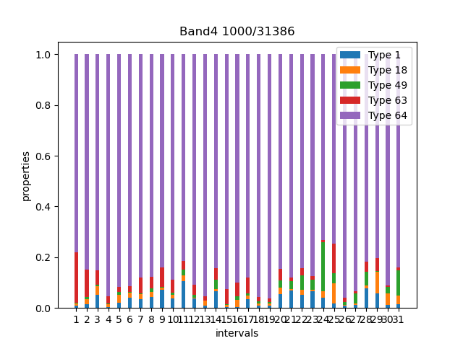 Band4 1000/31386
Type 1
Type 18
Type 49
Type 63
Type 64
1.0
0.8
0.6
0.4
0.2
0.0
properties
1 2 3 4 5 6 7 8 9 10 11 12 13 14 15 16 17 18 19 20 21 22 23 24 25 26 27 28 29 30 31
intervals